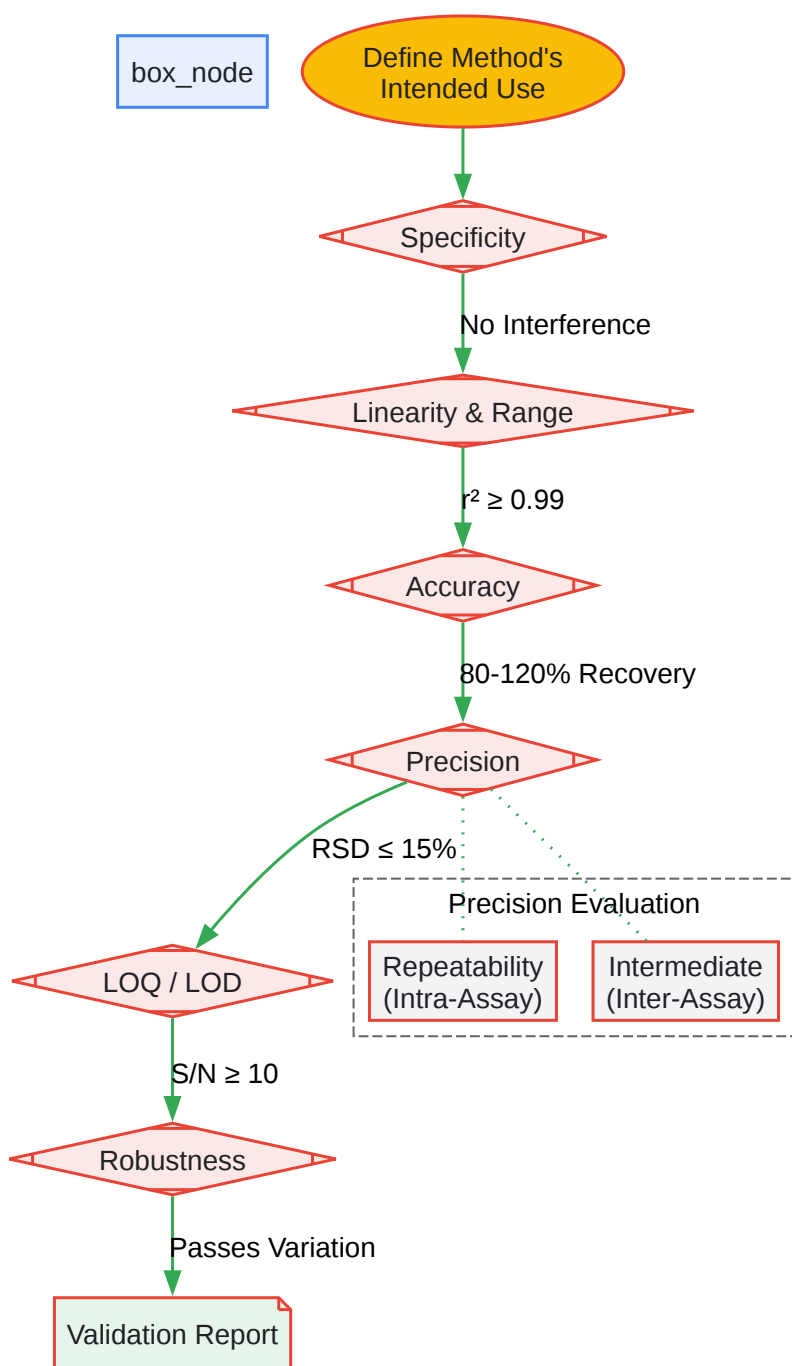 box_node
Define Method's
Intended Use
Specificity
No Interference
Linearity & Range
r² ≥ 0.99
Accuracy
80-120% Recovery
Precision
RSD ≤ 15%
Precision Evaluation
Repeatability
(Intra-Assay)
Intermediate
(Inter-Assay)
LOQ / LOD
S/N ≥ 10
Robustness
Passes Variation
Validation Report